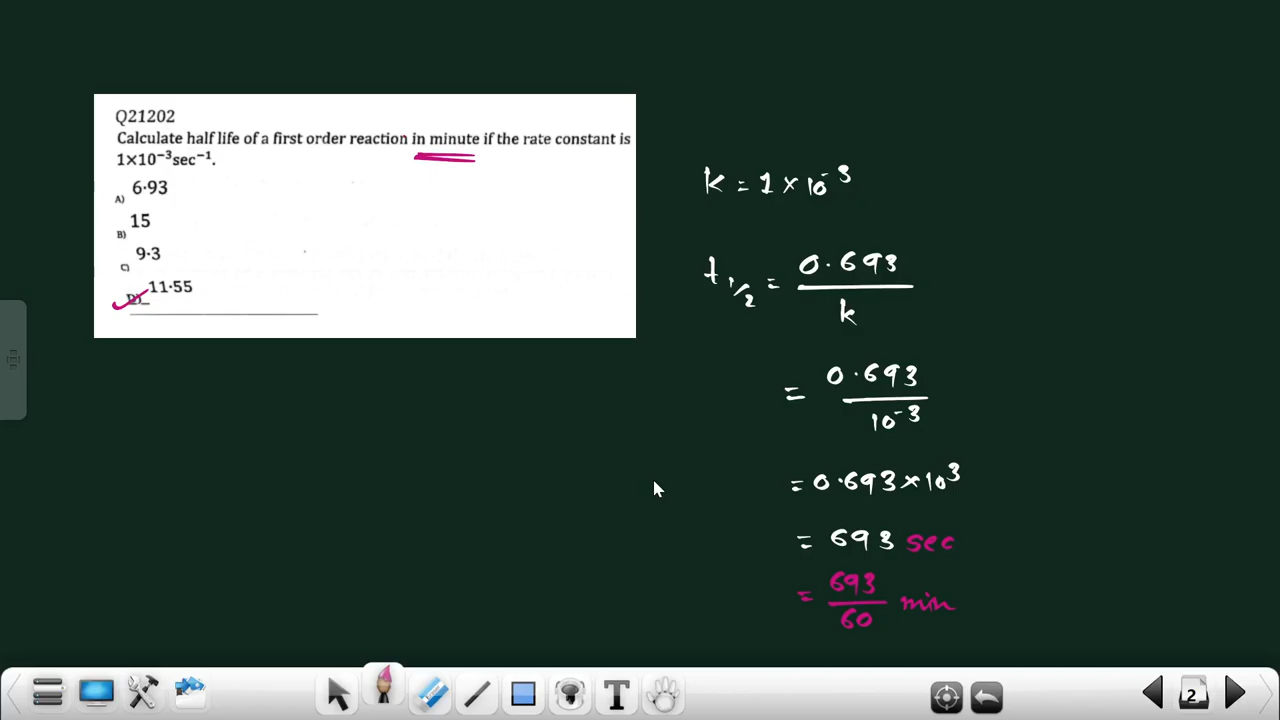 Q21202
Calculate half life of a first order reaction in minute if the rate constant is
1×10⁻³sec⁻¹.
A) 6·93
B) 15
C) 9·3
D) 11·55
k = 1 × 10⁻³
t₁/₂ = 0.693 / k
= 0.693 / 10⁻³
= 0.693 × 10³
= 693 sec
= 693 / 60 min
T
2